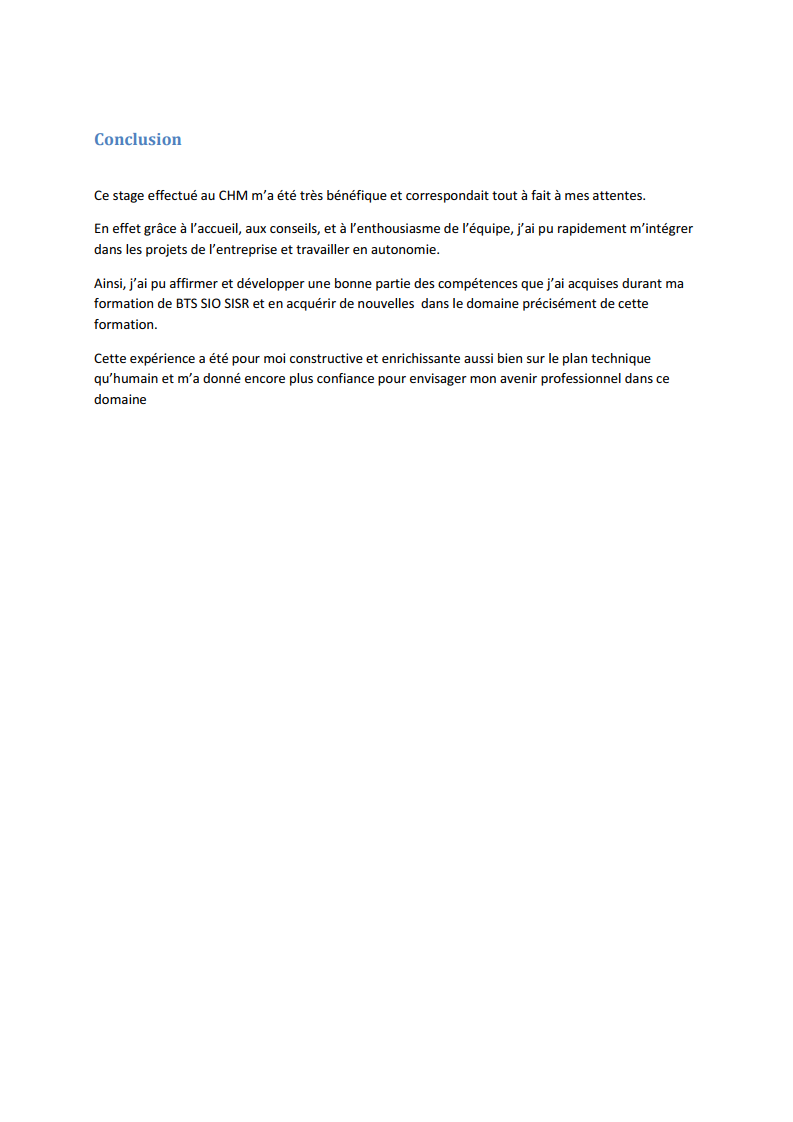 Conclusion
Ce stage effectué au CHM m’a été très bénéfique et correspondait tout à fait à mes attentes.
En effet grâce à l’accueil, aux conseils, et à l’enthousiasme de l’équipe, j’ai pu rapidement m’intégrer
dans les projets de l’entreprise et travailler en autonomie.
Ainsi, j’ai pu affirmer et développer une bonne partie des compétences que j’ai acquises durant ma
formation de BTS SIO SISR et en acquérir de nouvelles  dans le domaine précisément de cette
formation.
Cette expérience a été pour moi constructive et enrichissante aussi bien sur le plan technique
qu’humain et m’a donné encore plus confiance pour envisager mon avenir professionnel dans ce
domaine